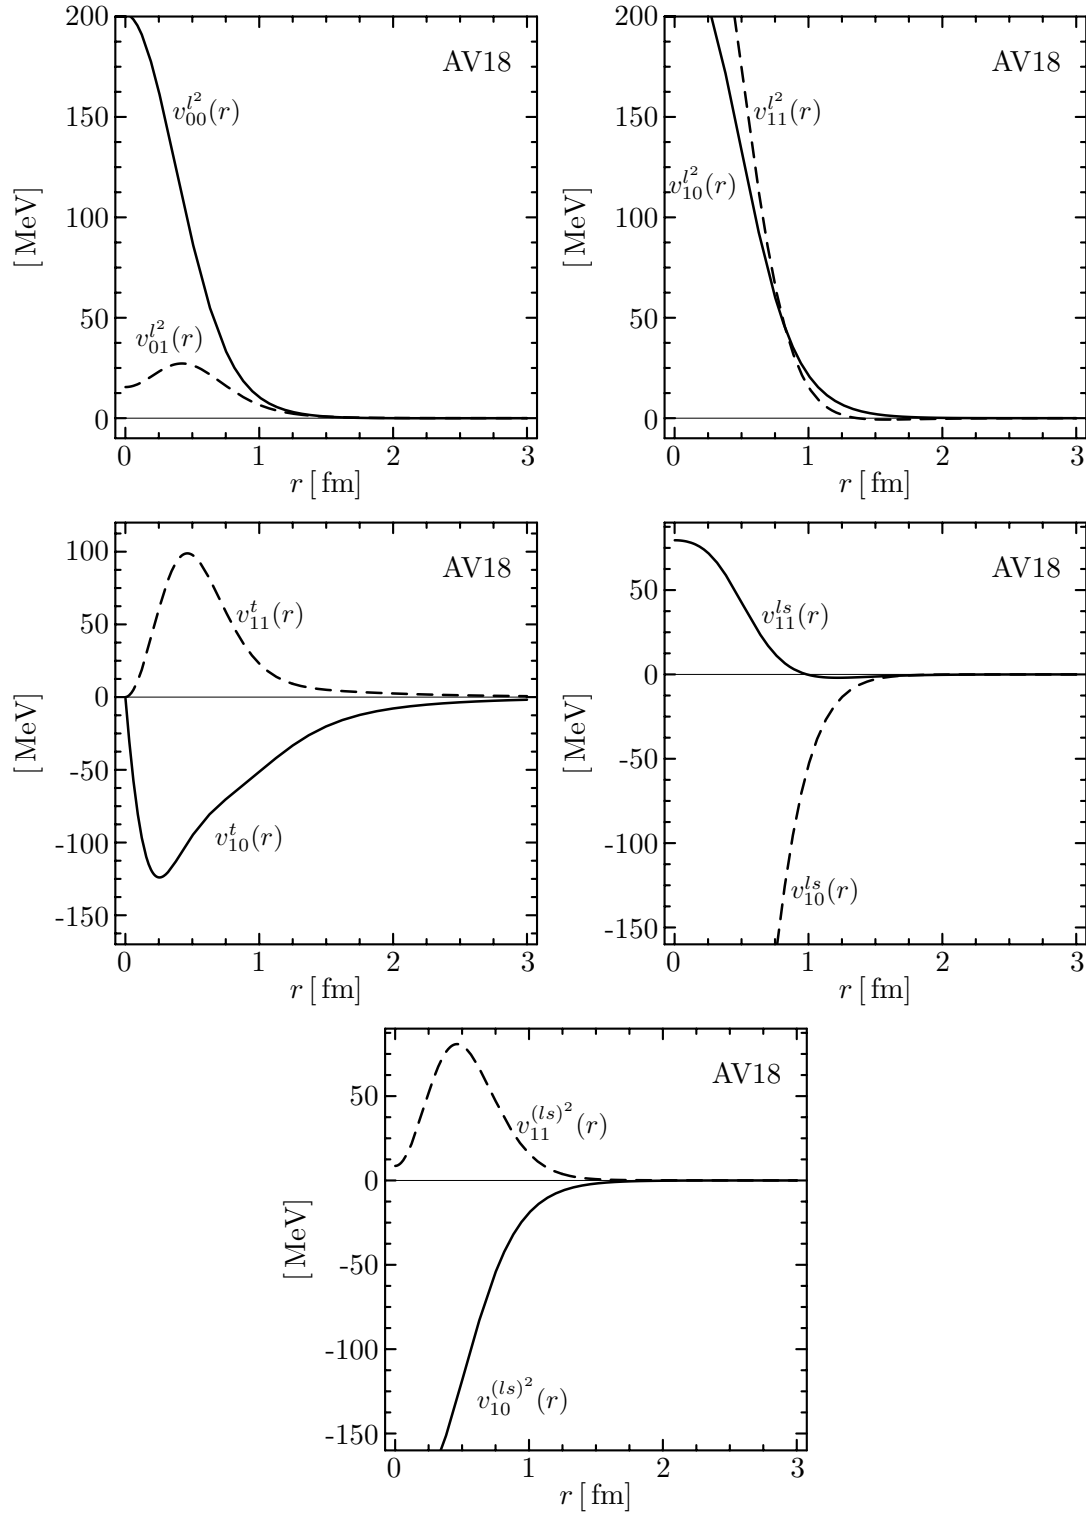 200
150
100
50
0
[MeV]
AV18
v_{00}^{l^2}(r)
v_{01}^{l^2}(r)
0 1 2 3
r [fm]
200
150
100
50
0
[MeV]
AV18
v_{11}^{l^2}(r)
v_{10}^{l^2}(r)
0 1 2 3
r [fm]
100
50
0
-50
-100
-150
[MeV]
AV18
v_{11}^{t}(r)
v_{10}^{t}(r)
0 1 2 3
r [fm]
50
0
-50
-100
-150
[MeV]
AV18
v_{11}^{ls}(r)
v_{10}^{ls}(r)
0 1 2 3
r [fm]
50
0
-50
-100
-150
[MeV]
AV18
v_{11}^{(ls)^2}(r)
v_{10}^{(ls)^2}(r)
0 1 2 3
r [fm]